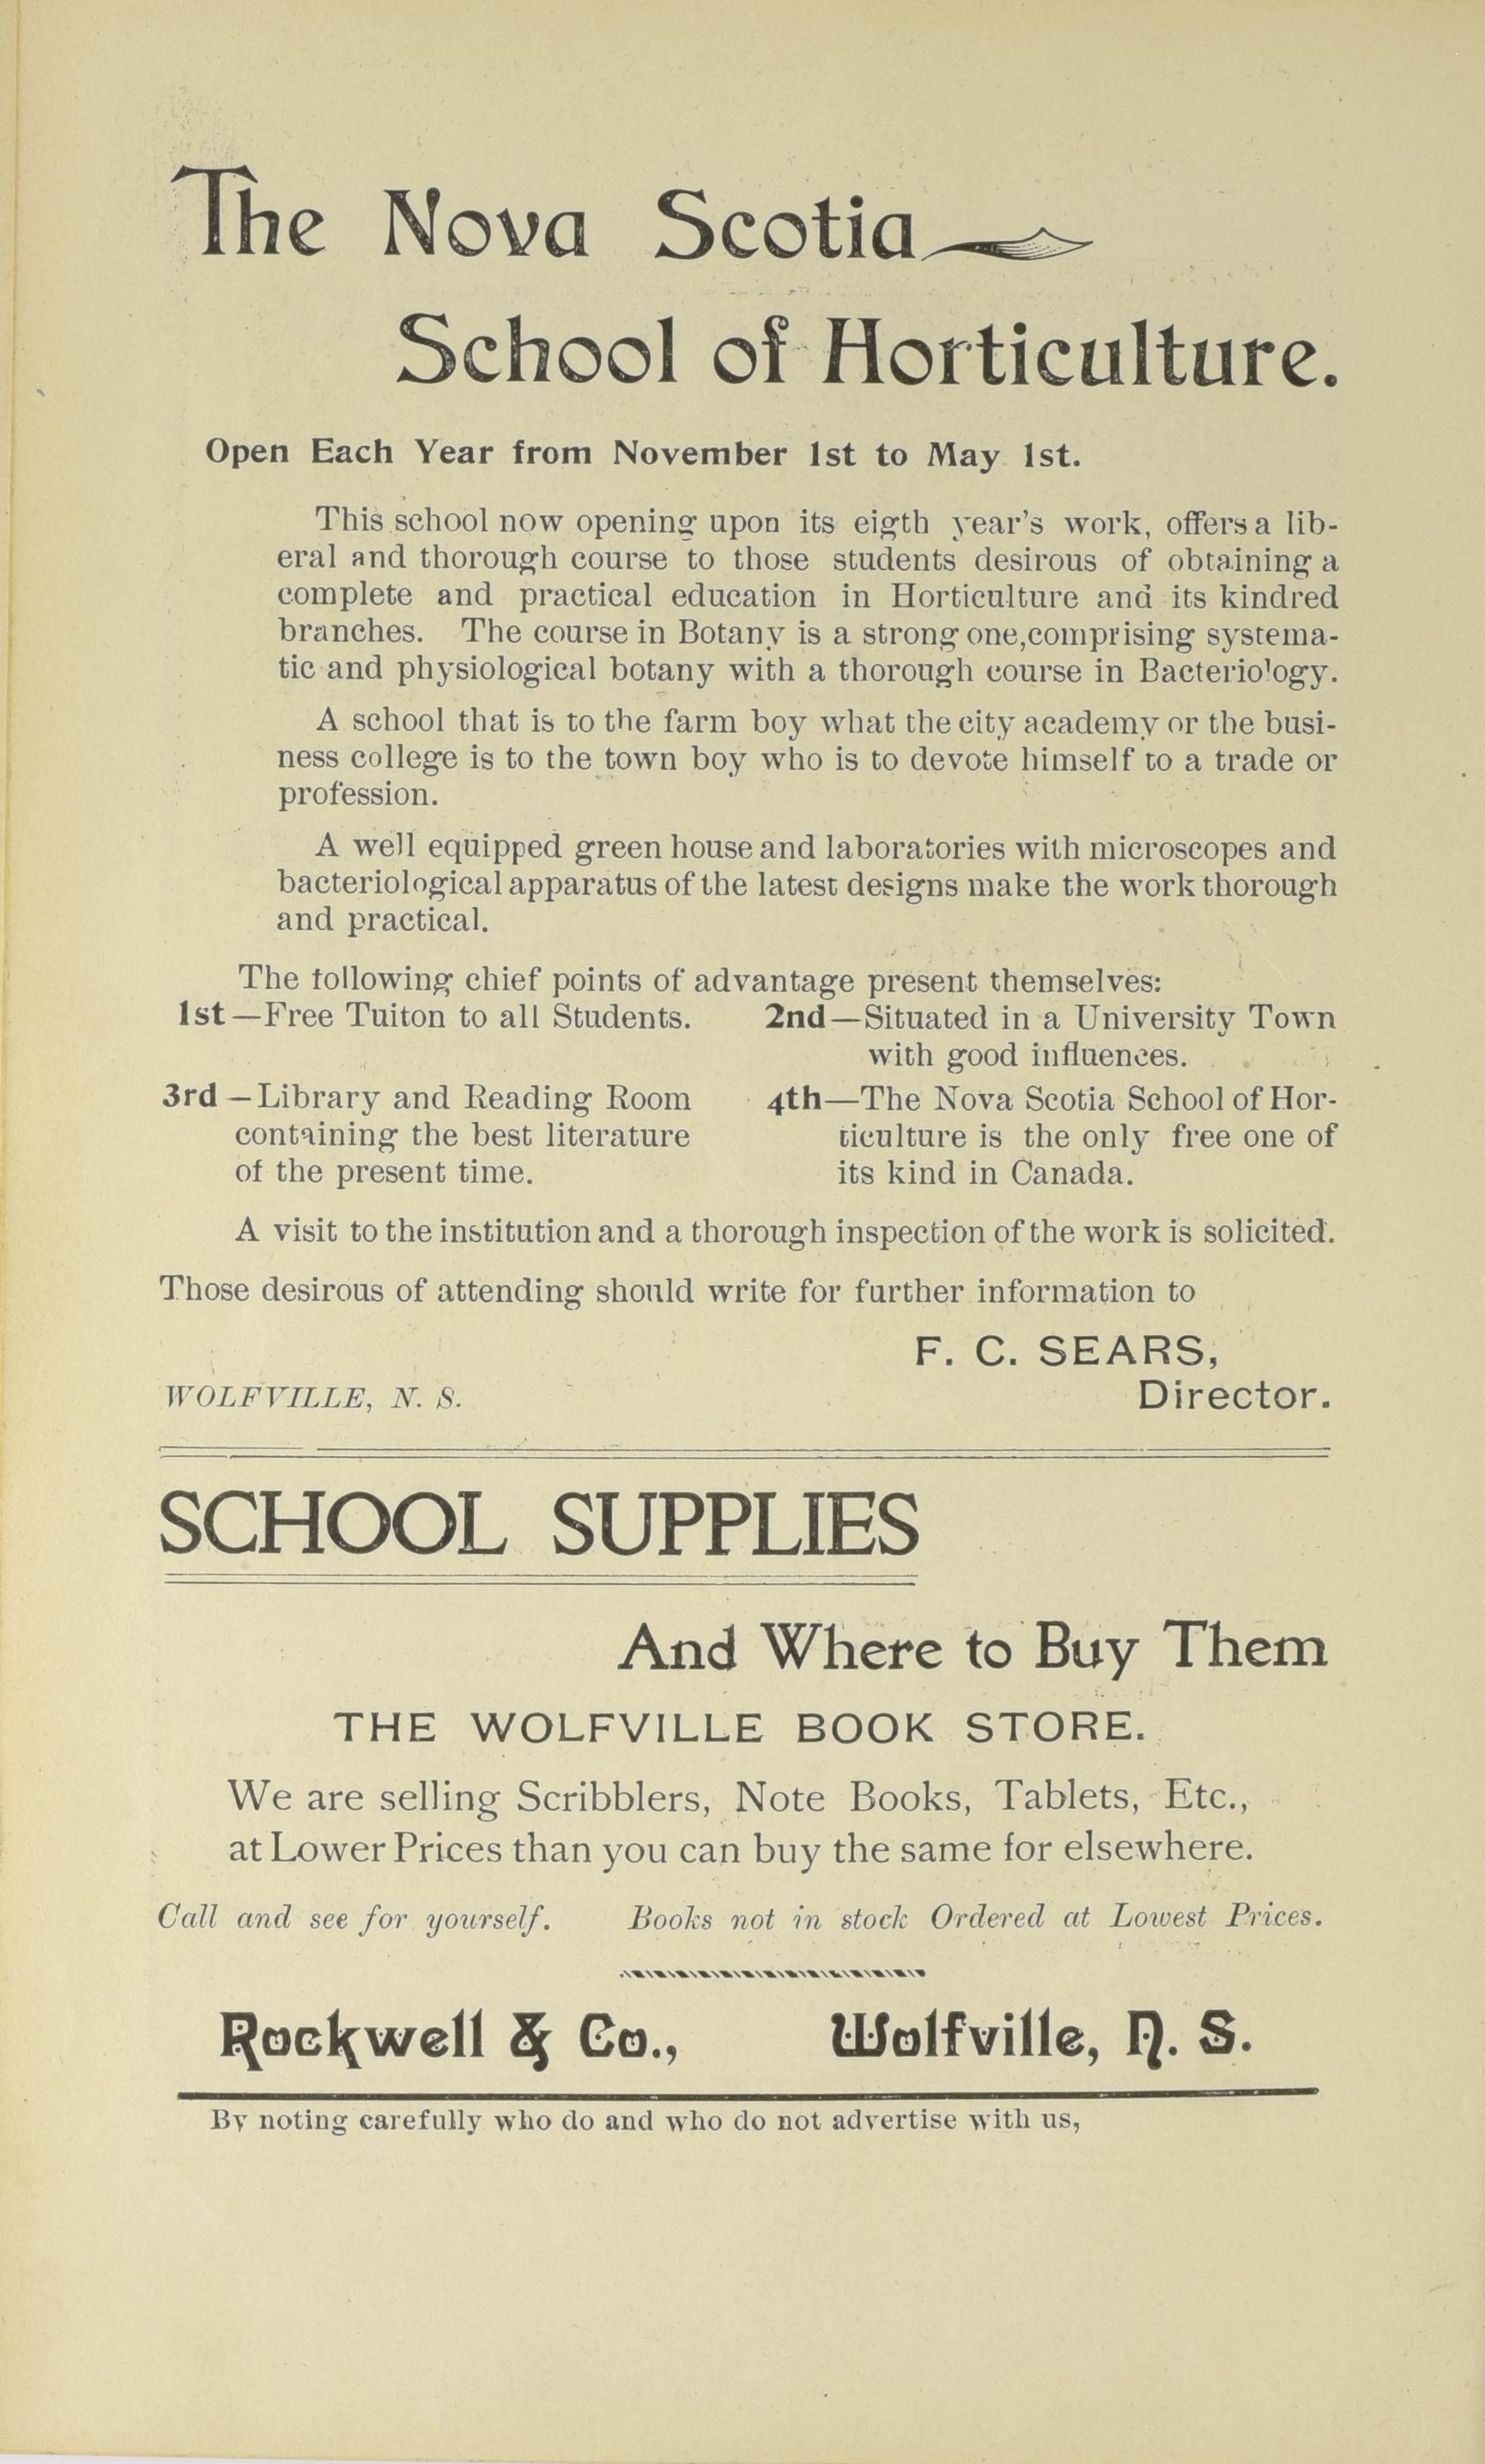 The Nova Scotia
School of Horticulture.
Open Each Year from November 1st to May 1st.
This school now opening upon its eigth year's work, offers a lib-
eral and thorough course to those students desirous of obtaining a
complete and practical education in Horticulture and its kindred
branches. The course in Botany is a strong one, comprising systema-
tic and physiological botany with a thorough course in Bacteriology.
A school that is to the farm boy what the city academy or the busi-
ness college is to the town boy who is to devote himself to a trade or
profession.
A well equipped green house and laboratories with microscopes and
bacteriological apparatus of the latest designs make the work thorough
and practical.
The following chief points of advantage present themselves:
1st—Free Tuiton to all Students.
2nd—Situated in a University Town
with good influences.
3rd—Library and Reading Room
containing the best literature
of the present time.
4th—The Nova Scotia School of Hor-
ticulture is the only free one of
its kind in Canada.
A visit to the institution and a thorough inspection of the work is solicited.
Those desirous of attending should write for further information to
F. C. SEARS,
WOLFVILLE, N. S. Director.
SCHOOL SUPPLIES
And Where to Buy Them
THE WOLFVILLE BOOK STORE.
We are selling Scribblers, Note Books, Tablets, Etc.,
at Lower Prices than you can buy the same for elsewhere.
Call and see for yourself. Books not in stock Ordered at Lowest Prices.
Rockwell & Co., Wolfville, N. S.
By noting carefully who do and who do not advertise with us,